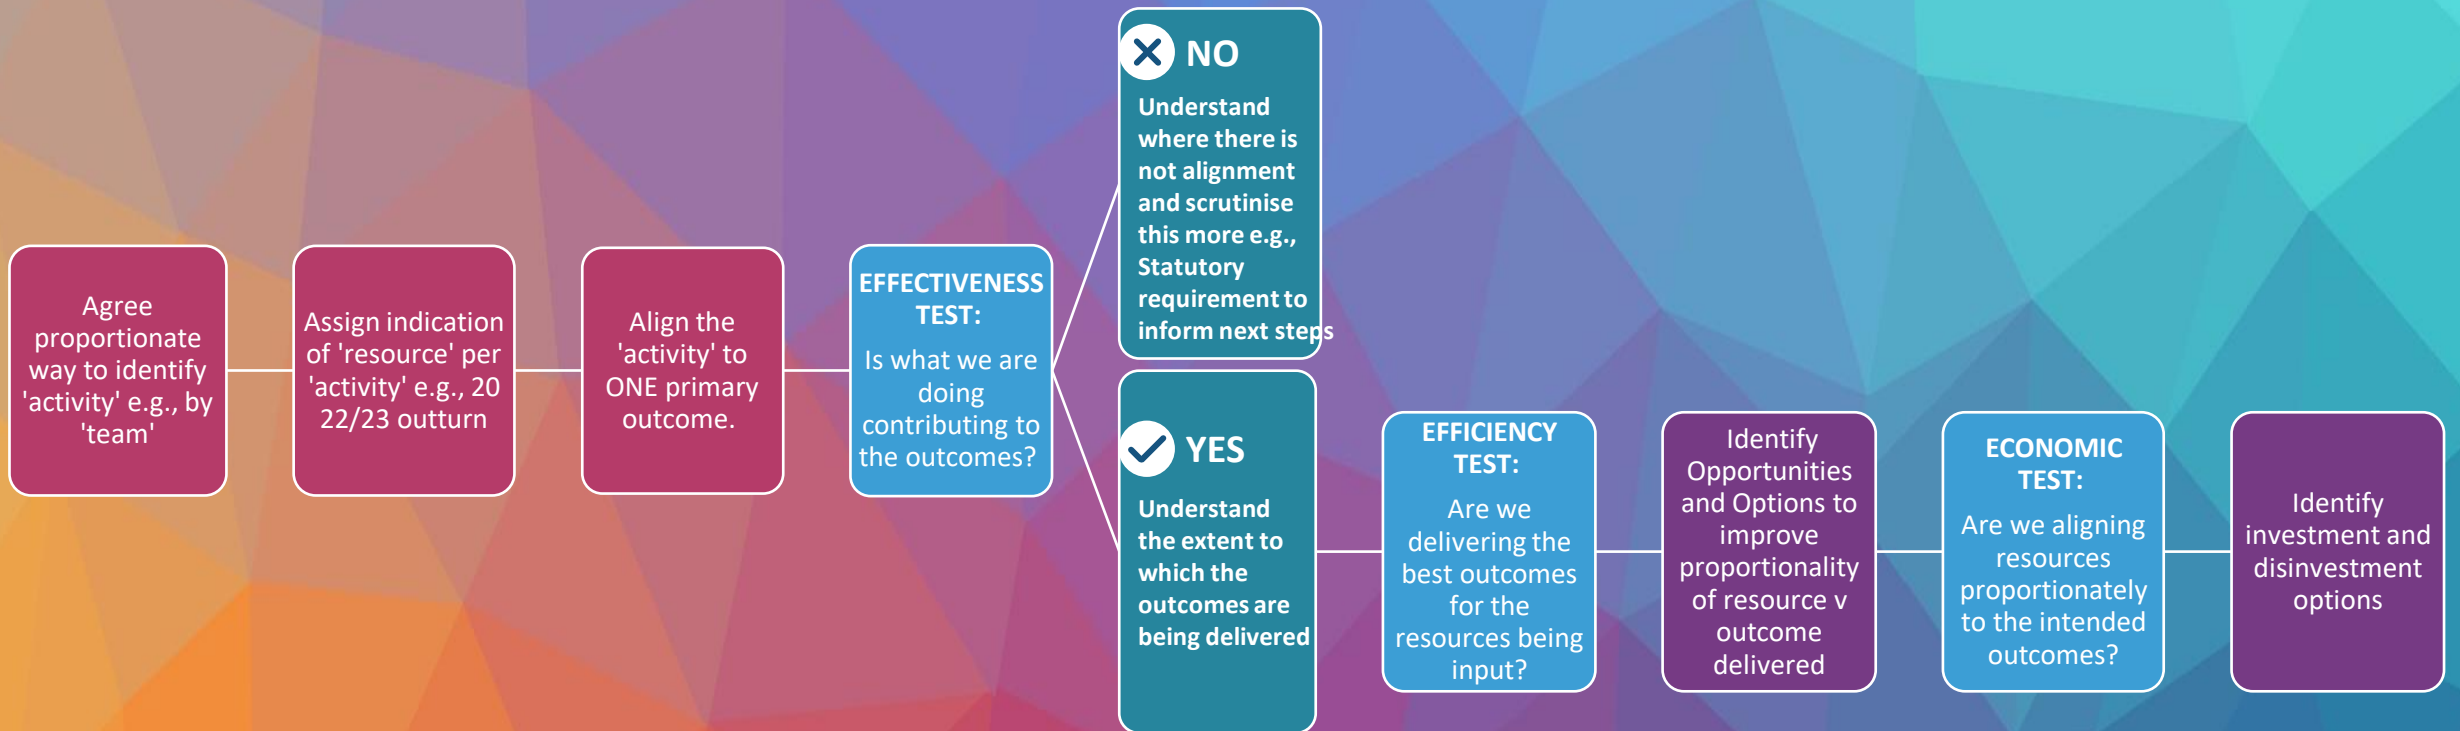 Agree
proportionate
way to identify
'activity' e.g., by
'team'
Assign indication
of 'resource' per
'activity' e.g., 20
22/23 outturn
Align the
'activity' to
ONE primary
outcome.
EFFECTIVENESS
TEST:
Is what we are
doing
contributing to
the outcomes?
NO
Understand
where there is
not alignment
and scrutinise
this more e.g.,
Statutory
requirement to
inform next steps
YES
Understand
the extent to
which the
outcomes are
being delivered
EFFICIENCY
TEST:
Are we
delivering the
best outcomes
for the
resources being
input?
Identify
Opportunities
and Options to
improve
proportionality
of resource v
outcome
delivered
ECONOMIC
TEST:
Are we aligning
resources
proportionately
to the intended
outcomes?
Identify
investment and
disinvestment
options